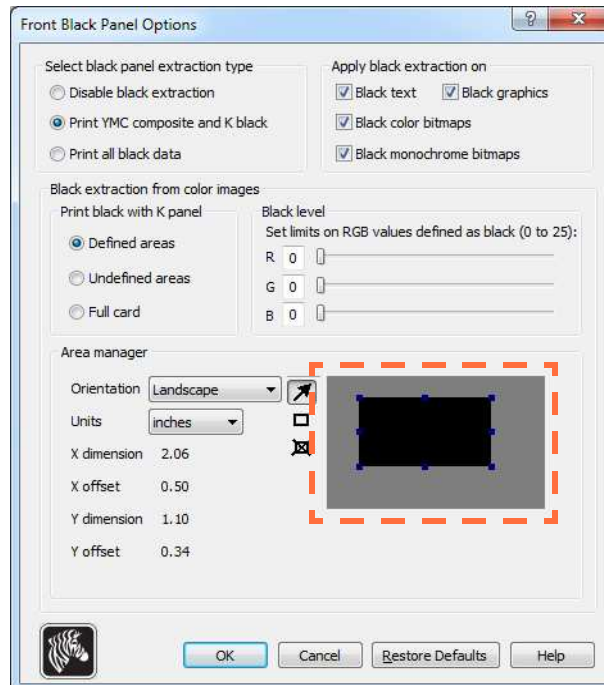 Front Black Panel Options
Select black panel extraction type
Disable black extraction
Print YMC composite and K black
Print all black data
Apply black extraction on
Black text
Black graphics
Black color bitmaps
Black monochrome bitmaps
Black extraction from color images
Print black with K panel
Defined areas
Undefined areas
Full card
Black level
Set limits on RGB values defined as black (0 to 25):
R 0
G 0
B 0
Area manager
Orientation Landscape
Units inches
X dimension 2.06
X offset 0.50
Y dimension 1.10
Y offset 0.34
OK Cancel Restore Defaults Help